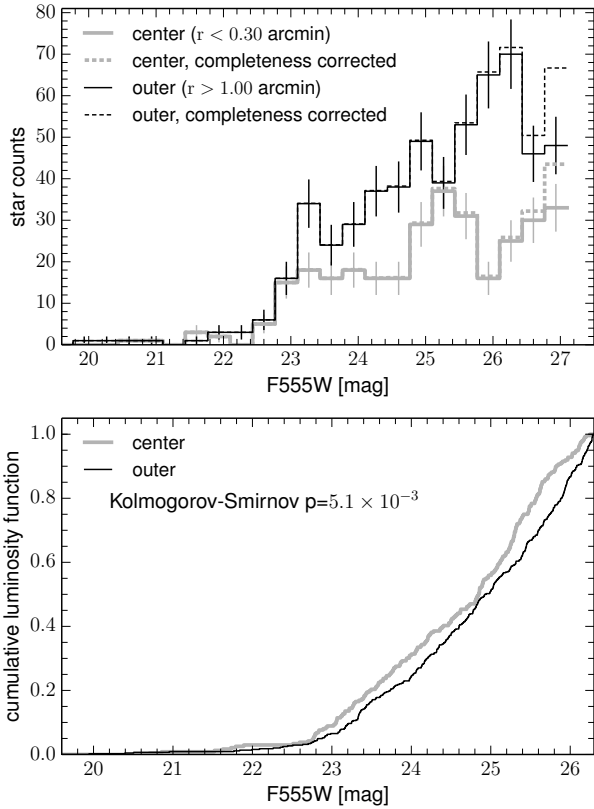 80
70
60
50
40
30
20
10
0
star counts
center (r < 0.30 arcmin)
center, completeness corrected
outer (r > 1.00 arcmin)
outer, completeness corrected
20 21 22 23 24 25 26 27
F555W [mag]
1.0
0.8
0.6
0.4
0.2
0.0
cumulative luminosity function
center
outer
Kolmogorov-Smirnov p=5.1 × 10⁻³
20 21 22 23 24 25 26
F555W [mag]